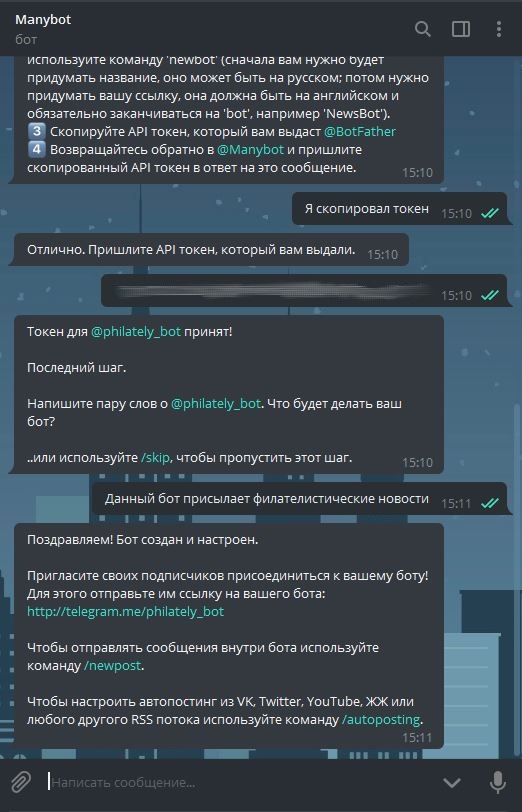 Manybot
бот
используйте команду 'newbot' (сначала вам нужно будет
придумать название, оно может быть на русском; потом нужно
придумать вашу ссылку, она должна быть на английском и
обязательно заканчиваться на 'bot', например 'NewsBot').
3 Скопируйте API токен, который вам выдаст @BotFather
4 Возвращайтесь обратно в @Manybot и пришлите
скопированный API токен в ответ на это сообщение.
15:10
Я скопировал токен 15:10
Отлично. Пришлите API токен, который вам выдали. 15:10
15:10
Токен для @philately_bot принят!
Последний шаг.
Напишите пару слов о @philately_bot. Что будет делать ваш
бот?
..или используйте /skip, чтобы пропустить этот шаг. 15:10
Данный бот присылает филателистические новости 15:11
Поздравляем! Бот создан и настроен.
Пригласите своих подписчиков присоединиться к вашему боту!
Для этого отправьте им ссылку на вашего бота:
http://telegram.me/philately_bot
Чтобы отправлять сообщения внутри бота используйте
команду /newpost.
Чтобы настроить автопостинг из VK, Twitter, YouTube, ЖЖ или
любого другого RSS потока используйте команду /autoposting.
15:11
Написать сообщение...